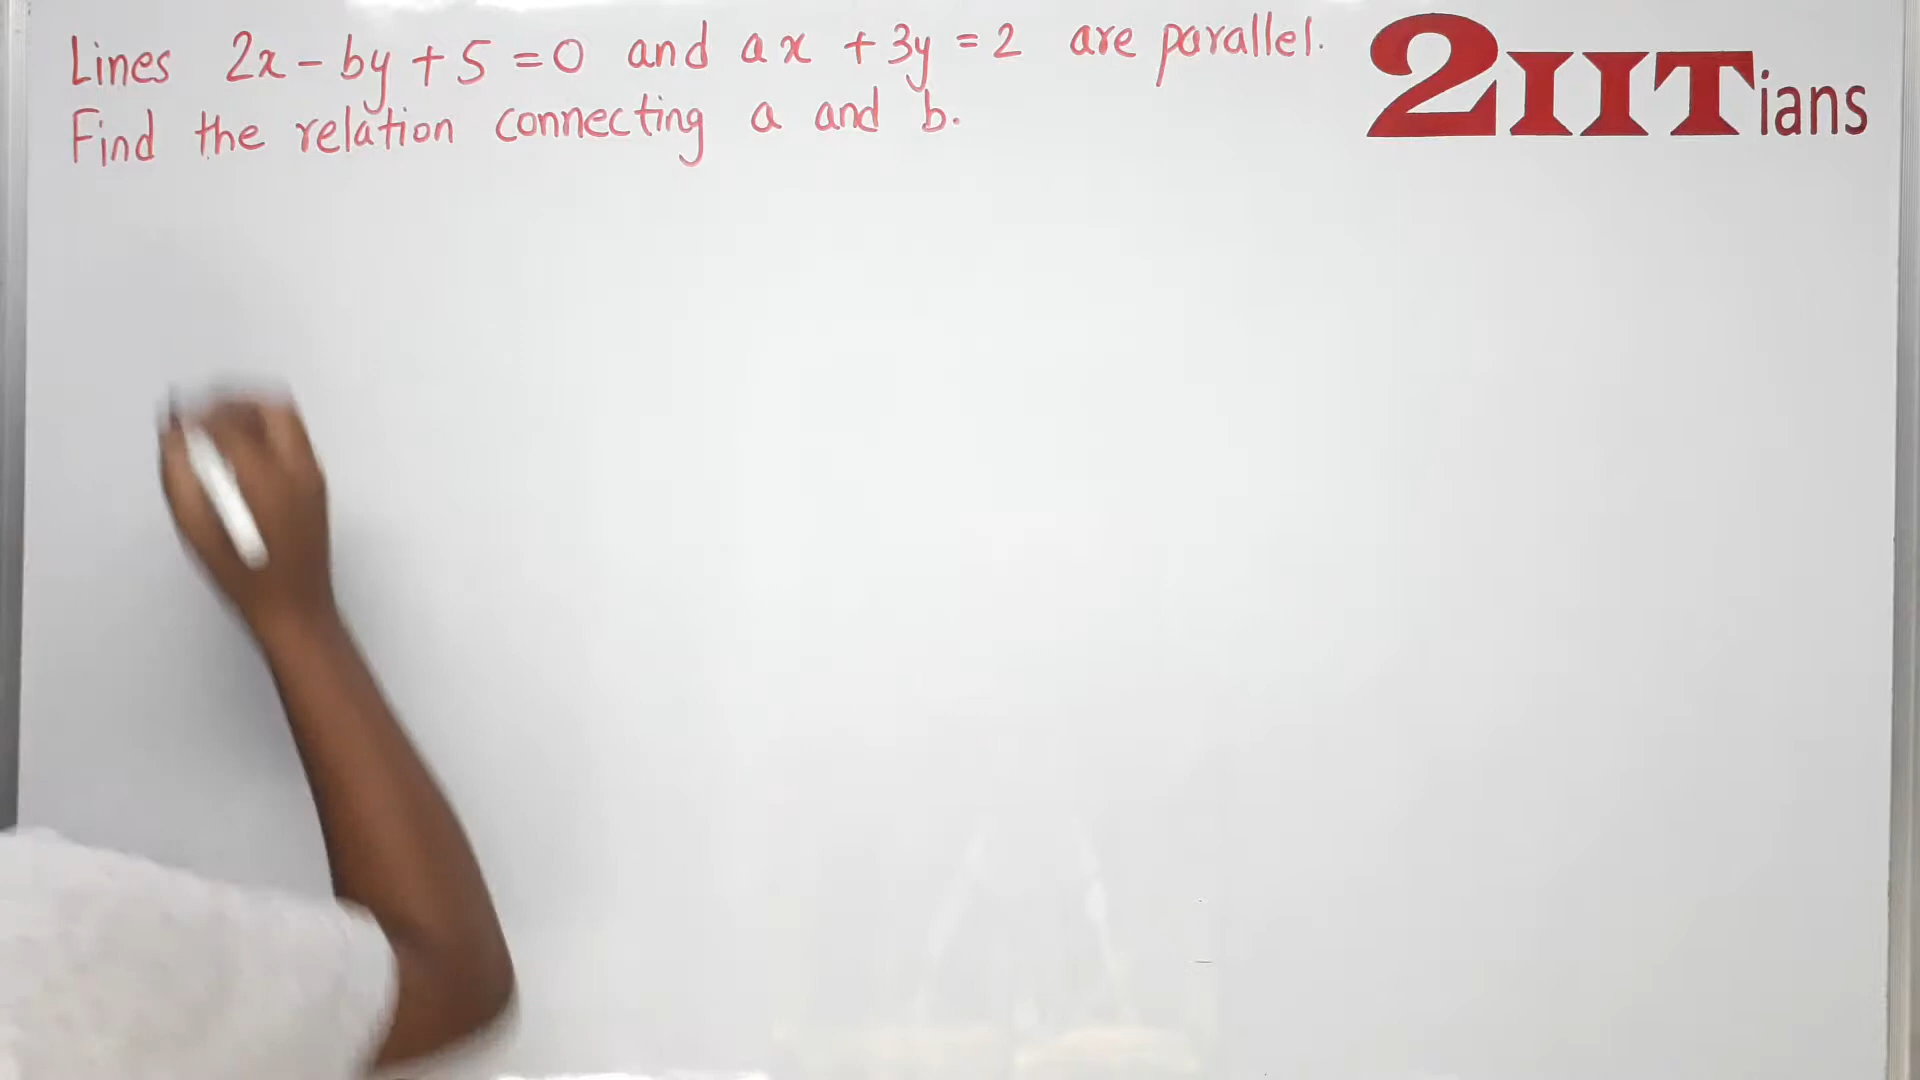 Lines 2x - by + 5 = 0 and ax + 3y = 2 are parallel.
Find the relation connecting a and b.
2IITians